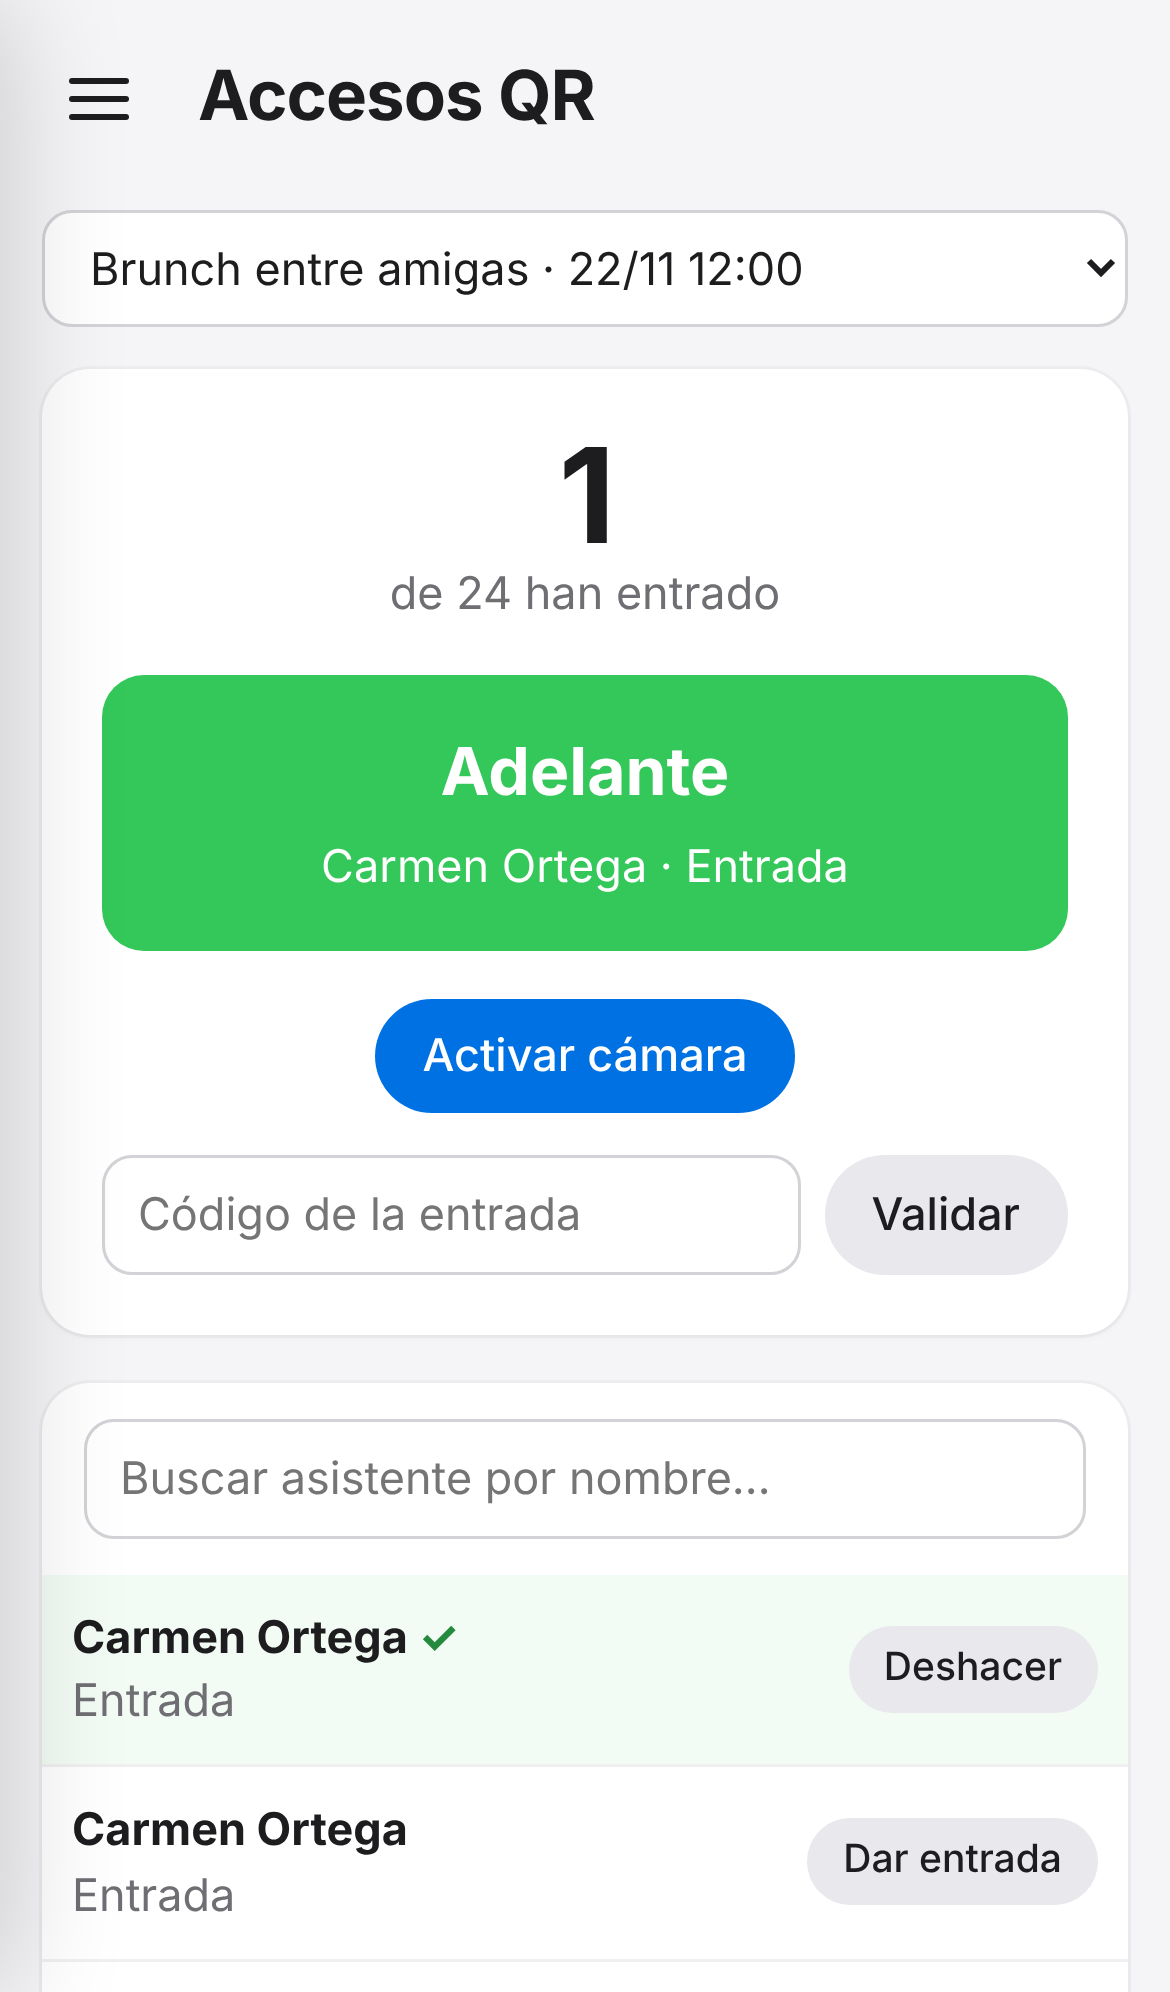 Accesos QR
Brunch entre amigas · 22/11 12:00
1
de 24 han entrado
Adelante
Carmen Ortega · Entrada
Activar cámara
Código de la entrada
Validar
Buscar asistente por nombre...
Carmen Ortega ✓
Entrada
Deshacer
Carmen Ortega
Entrada
Dar entrada